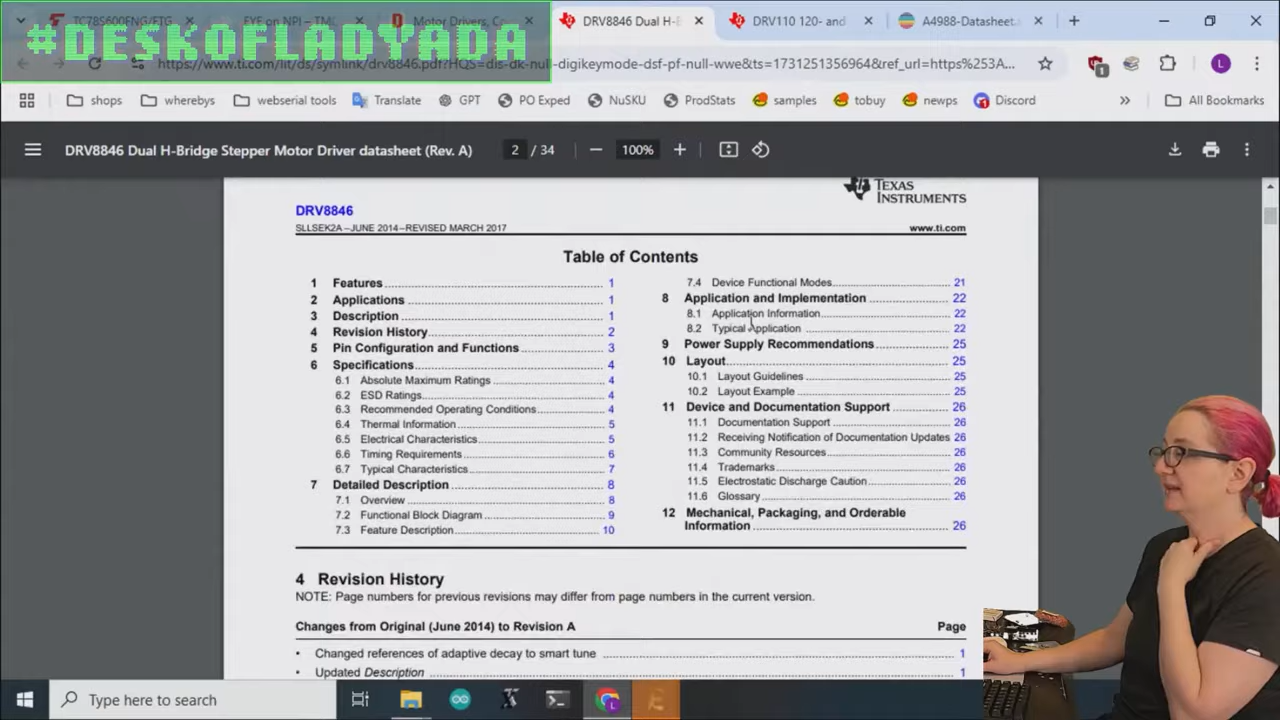 TC78S600FNG/FTG
EYE on NPI – TMC
Motor Drivers, Co
DRV8846 Dual H-B
DRV110 120- and
A4988-Datasheet.
#DESKOFLADYADA
https://www.ti.com/lit/ds/symlink/drv8846.pdf?HQS=dis-dk-null-digikeymode-dsf-pf-null-wwe&ts=1731251356964&ref_url=https%253A...
shops
whereby
webserial tools
Translate
GPT
PO Exped
NuSKU
ProdStats
samples
tobuy
newps
Discord
All Bookmarks
DRV8846 Dual H-Bridge Stepper Motor Driver datasheet (Rev. A)
2 / 34
100%
TEXAS
INSTRUMENTS
DRV8846
SLLSEK2A –JUNE 2014–REVISED MARCH 2017
www.ti.com
Table of Contents
1 Features 1
2 Applications 1
3 Description 1
4 Revision History 2
5 Pin Configuration and Functions 3
6 Specifications 4
6.1 Absolute Maximum Ratings 4
6.2 ESD Ratings 4
6.3 Recommended Operating Conditions 4
6.4 Thermal Information 5
6.5 Electrical Characteristics 5
6.6 Timing Requirements 6
6.7 Typical Characteristics 7
7 Detailed Description 8
7.1 Overview 8
7.2 Functional Block Diagram 9
7.3 Feature Description 10
7.4 Device Functional Modes 21
8 Application and Implementation 22
8.1 Application Information 22
8.2 Typical Application 22
9 Power Supply Recommendations 25
10 Layout 25
10.1 Layout Guidelines 25
10.2 Layout Example 25
11 Device and Documentation Support 26
11.1 Documentation Support 26
11.2 Receiving Notification of Documentation Updates 26
11.3 Community Resources 26
11.4 Trademarks 26
11.5 Electrostatic Discharge Caution 26
11.6 Glossary 26
12 Mechanical, Packaging, and Orderable
Information 26
4 Revision History
NOTE: Page numbers for previous revisions may differ from page numbers in the current version.
Changes from Original (June 2014) to Revision A Page
• Changed references of adaptive decay to smart tune 1
• Updated Description 1
Type here to search